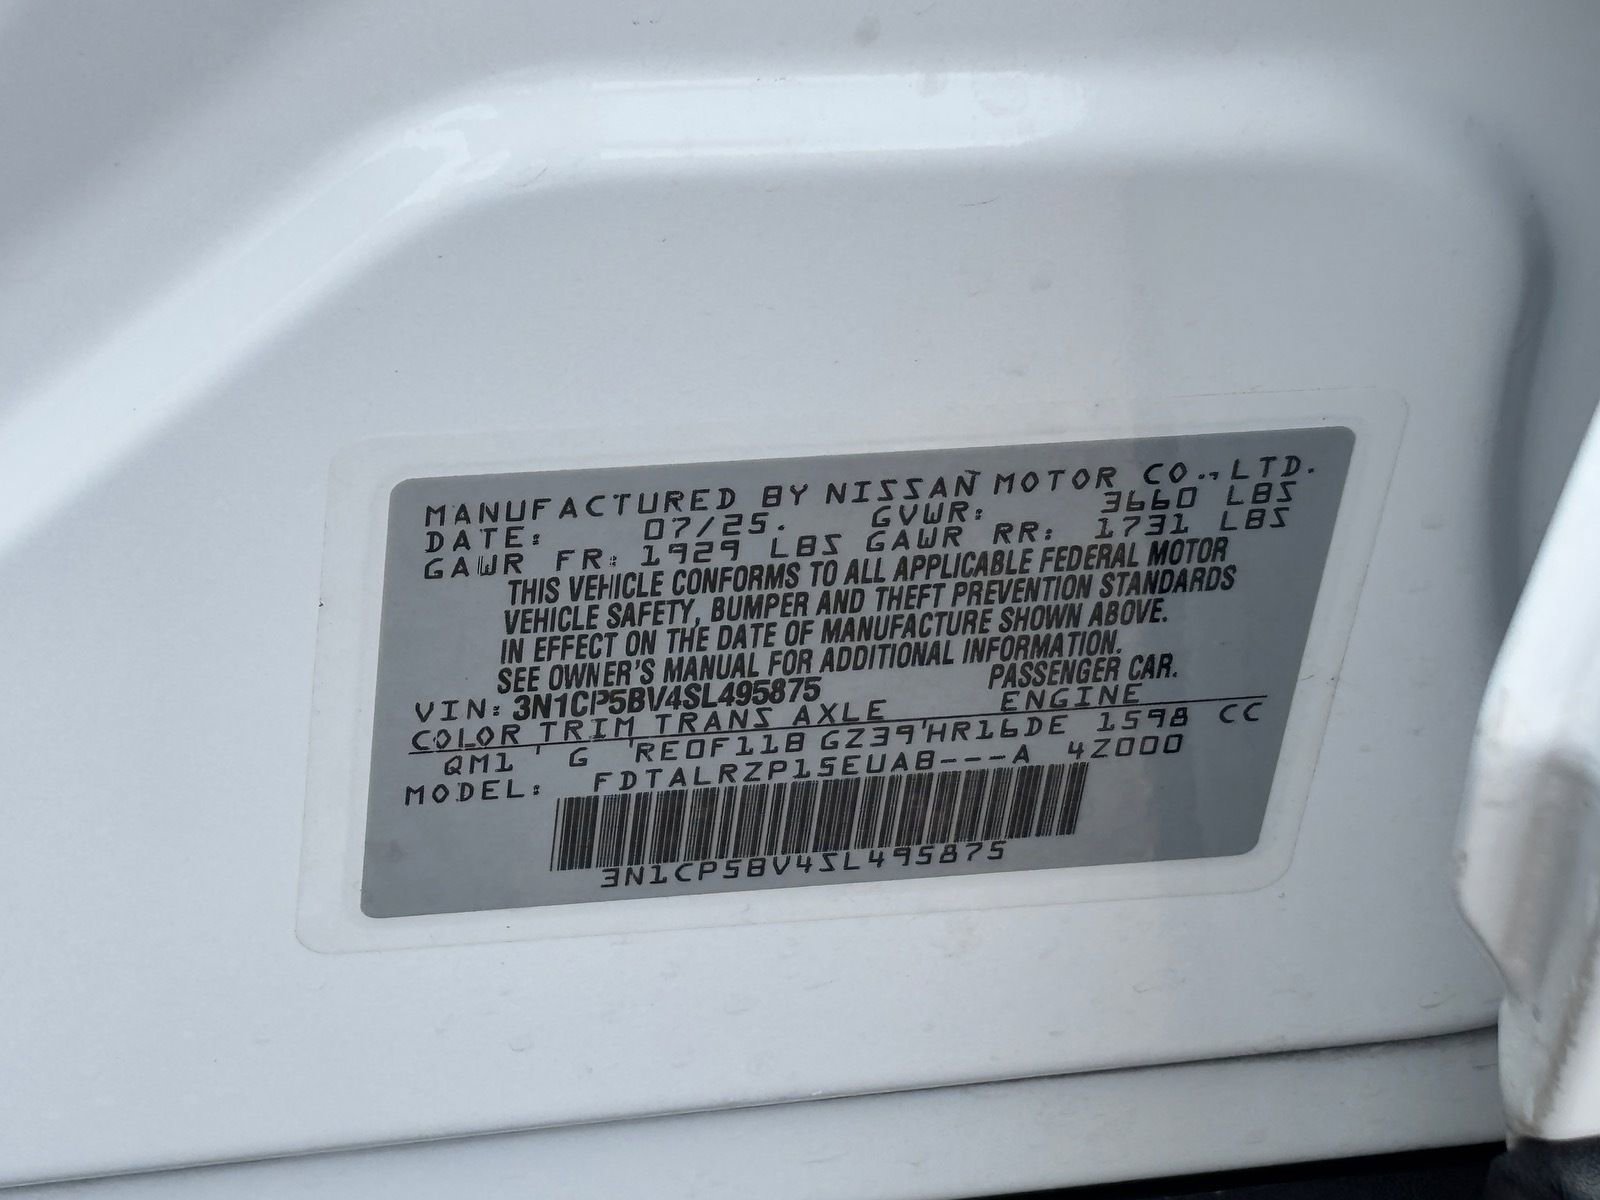 MANUFACTURED BY NISSAN MOTOR CO., LTD.
DATE: 07/25. GVWR: 3660 LBS
GAWR FR: 1929 LBS GAWR RR: 1731 LBS
THIS VEHICLE CONFORMS TO ALL APPLICABLE FEDERAL MOTOR
VEHICLE SAFETY, BUMPER AND THEFT PREVENTION STANDARDS
IN EFFECT ON THE DATE OF MANUFACTURE SHOWN ABOVE.
SEE OWNER'S MANUAL FOR ADDITIONAL INFORMATION.
VIN: 3N1CP5BV4SL495875 PASSENGER CAR.
COLOR TRIM TRANS AXLE ENGINE
QM1 ' G 'RE0F11B GZ39'HR16DE 1598 CC
MODEL: FDTALRZP15EUAB---A 4Z000
3N1CP5BV4SL495875